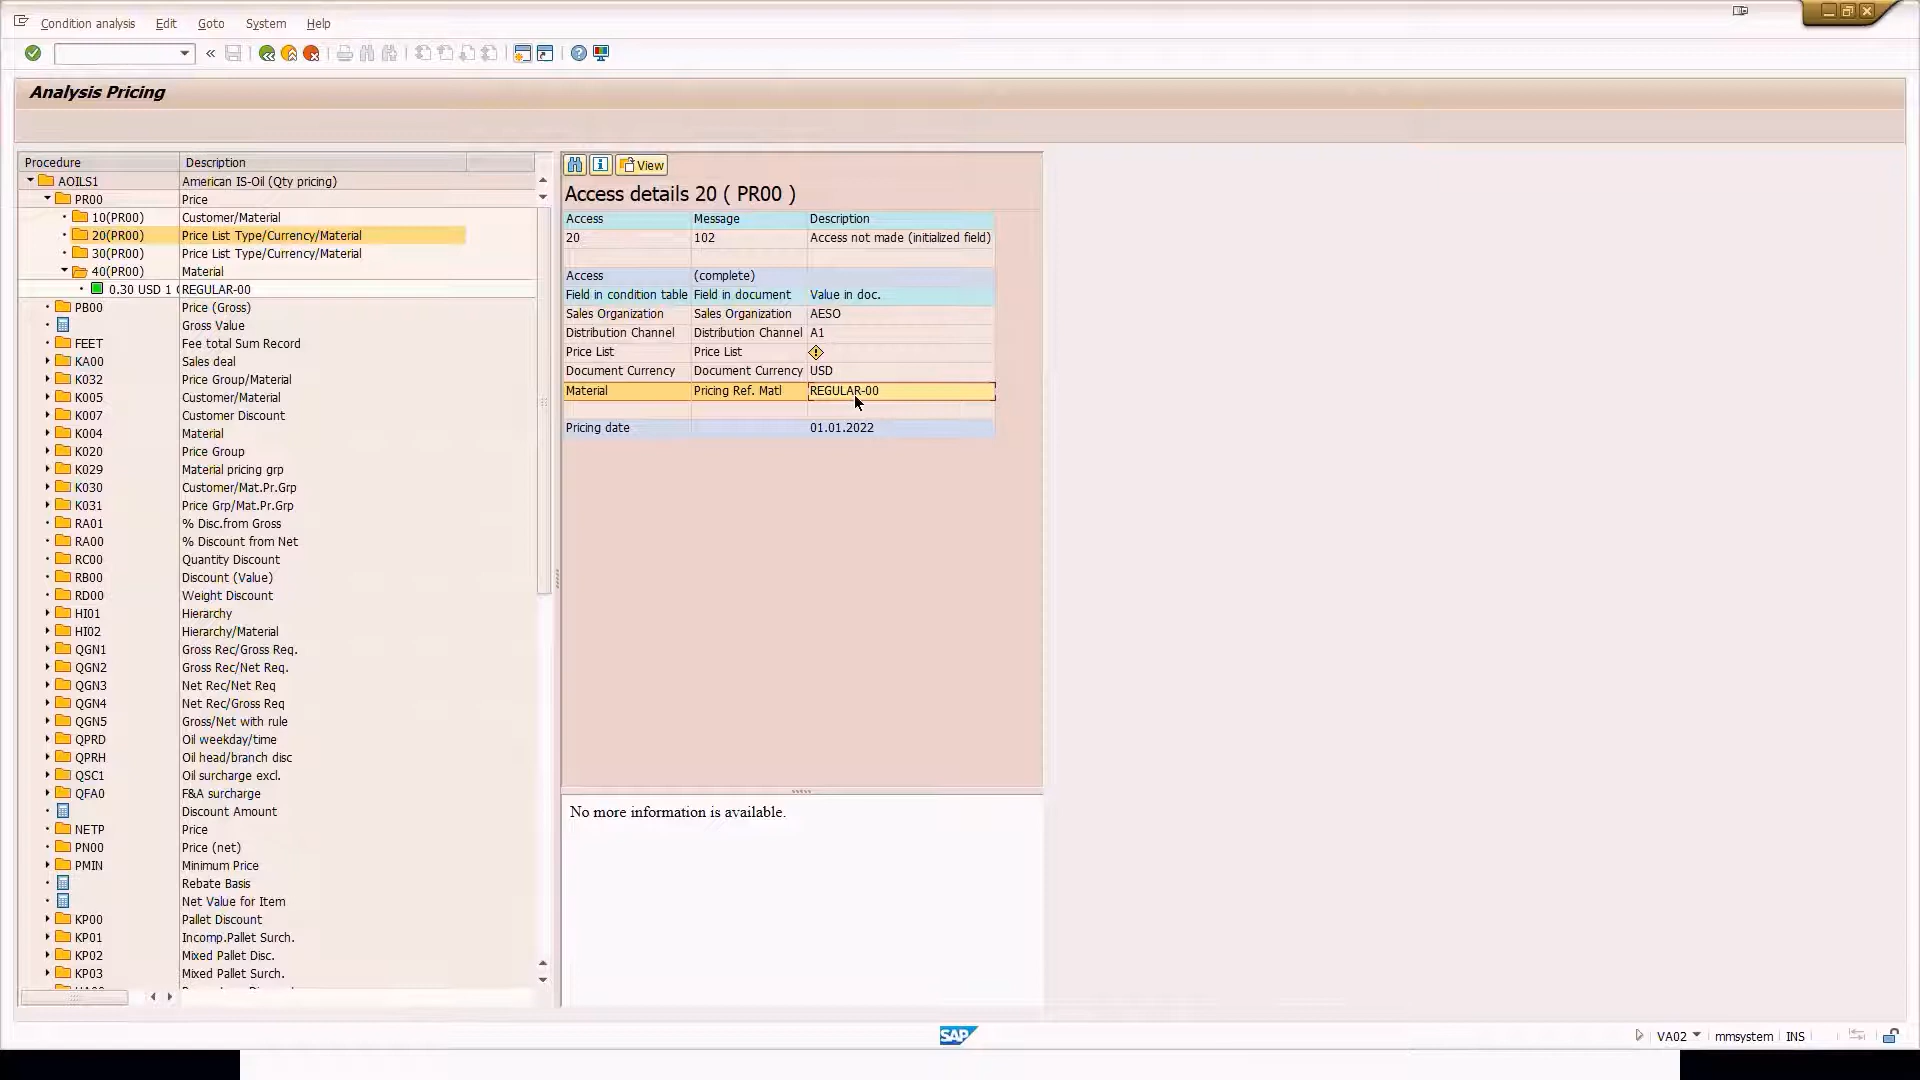 Condition analysis Edit Goto System Help
Analysis Pricing
Procedure Description
AOILS1 American IS-Oil (Qty pricing)
PR00 Price
10(PR00) Customer/Material
20(PR00) Price List Type/Currency/Material
30(PR00) Price List Type/Currency/Material
40(PR00) Material
0.30 USD 1 REGULAR-00
PB00 Price (Gross)
Gross Value
FEET Fee total Sum Record
KA00 Sales deal
K032 Price Group/Material
K005 Customer/Material
K007 Customer Discount
K004 Material
K020 Price Group
K029 Material pricing grp
K030 Customer/Mat.Pr.Grp
K031 Price Grp/Mat.Pr.Grp
RA01 % Disc.from Gross
RA00 % Discount from Net
RC00 Quantity Discount
RB00 Discount (Value)
RD00 Weight Discount
HI01 Hierarchy
HI02 Hierarchy/Material
QGN1 Gross Rec/Gross Req.
QGN2 Gross Rec/Net Req.
QGN3 Net Rec/Net Req
QGN4 Net Rec/Gross Req
QGN5 Gross/Net with rule
QPRD Oil weekday/time
QPRH Oil head/branch disc
QSC1 Oil surcharge excl.
QFA0 F&A surcharge
Discount Amount
NETP Price
PN00 Price (net)
PMIN Minimum Price
Rebate Basis
Net Value for Item
KP00 Pallet Discount
KP01 Incomp.Pallet Surch.
KP02 Mixed Pallet Disc.
KP03 Mixed Pallet Surch.
View
Access details 20 ( PR00 )
Access Message Description
20 102 Access not made (initialized field)
Access (complete)
Field in condition table Field in document Value in doc.
Sales Organization Sales Organization AESO
Distribution Channel Distribution Channel A1
Price List Price List
Document Currency Document Currency USD
Material Pricing Ref. Matl REGULAR-00
Pricing date 01.01.2022
No more information is available.
SAP
VA02 mmsystem INS